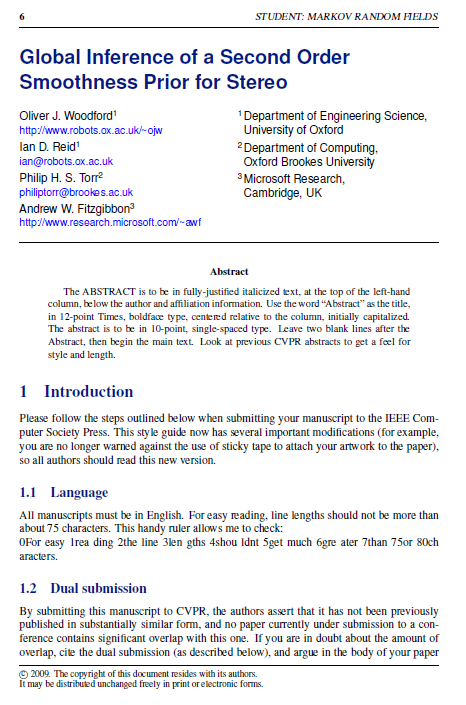 6 STUDENT: MARKOV RANDOM FIELDS
Global Inference of a Second Order
Smoothness Prior for Stereo
Oliver J. Woodford¹
http://www.robots.ox.ac.uk/~ojw
Ian D. Reid¹
ian@robots.ox.ac.uk
Philip H. S. Torr²
philiptorr@brookes.ac.uk
Andrew W. Fitzgibbon³
http://www.research.microsoft.com/~awf
¹ Department of Engineering Science,
University of Oxford
² Department of Computing,
Oxford Brookes University
³ Microsoft Research,
Cambridge, UK
Abstract
The ABSTRACT is to be in fully-justified italicized text, at the top of the left-hand
column, below the author and affiliation information. Use the word “Abstract” as the title,
in 12-point Times, boldface type, centered relative to the column, initially capitalized.
The abstract is to be in 10-point, single-spaced type. Leave two blank lines after the
Abstract, then begin the main text. Look at previous CVPR abstracts to get a feel for
style and length.
1 Introduction
Please follow the steps outlined below when submitting your manuscript to the IEEE Com-
puter Society Press. This style guide now has several important modifications (for example,
you are no longer warned against the use of sticky tape to attach your artwork to the paper),
so all authors should read this new version.
1.1 Language
All manuscripts must be in English. For easy reading, line lengths should not be more than
about 75 characters. This handy ruler allows me to check:
0For easy 1rea ding 2the line 3len gths 4shou ldnt 5get much 6gre ater 7than 75or 80ch
aracters.
1.2 Dual submission
By submitting this manuscript to CVPR, the authors assert that it has not been previously
published in substantially similar form, and no paper currently under submission to a con-
ference contains significant overlap with this one. If you are in doubt about the amount of
overlap, cite the dual submission (as described below), and argue in the body of your paper
© 2009. The copyright of this document resides with its authors.
It may be distributed unchanged freely in print or electronic forms.